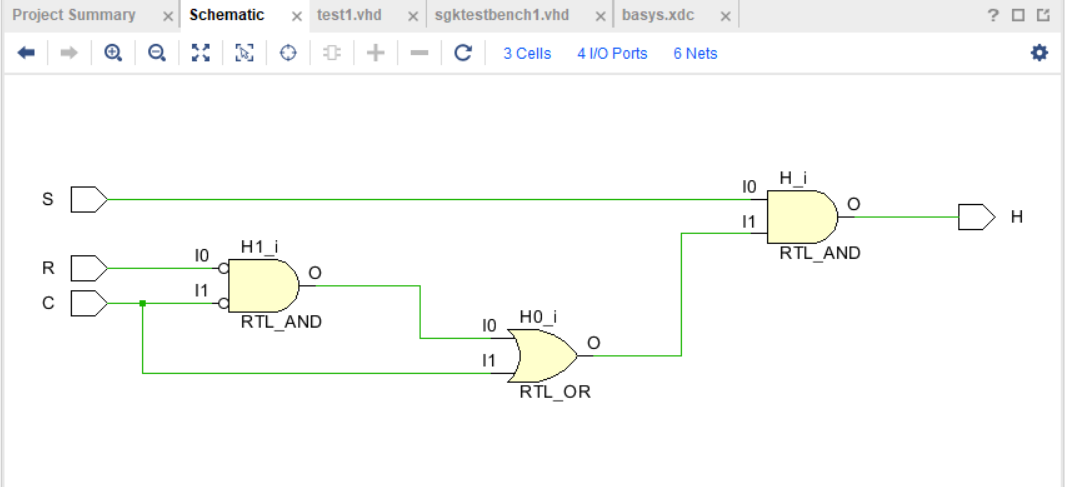 Project Summary × Schematic × test1.vhd × sgktestbench1.vhd × basys.xdc × ?
3 Cells 4 I/O Ports 6 Nets
H_i
S I0 O
I1 H
RTL_AND
H1_i
R I0 O
C I1
RTL_AND
H0_i
I0 O
I1
RTL_OR